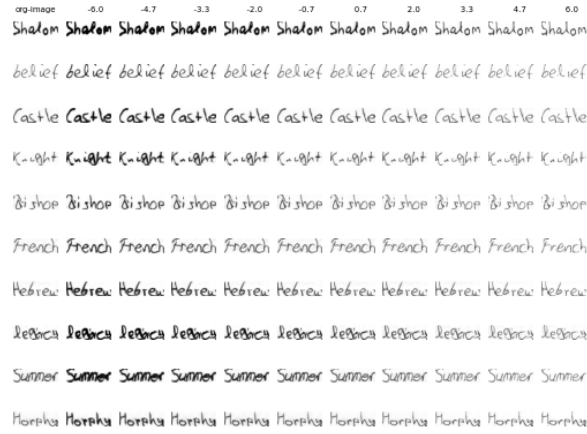 org-image -6.0 -4.7 -3.3 -2.0 -0.7 0.7 2.0 3.3 4.7 6.0
Shalom Shalom Shalom Shalom Shalom Shalom Shalom Shalom Shalom Shalom Shalom
belief belief belief belief belief belief belief belief belief belief belief
Castle Castle Castle Castle Castle Castle Castle Castle Castle Castle Castle
Knight Knight Knight Knight Knight Knight Knight Knight Knight Knight Knight
Bishop Bishop Bishop Bishop Bishop Bishop Bishop Bishop Bishop Bishop Bishop
French French French French French French French French French French French
Hebrew Hebrew Hebrew Hebrew Hebrew Hebrew Hebrew Hebrew Hebrew Hebrew Hebrew
legacy legacy legacy legacy legacy legacy legacy legacy legacy legacy legacy
Summer Summer Summer Summer Summer Summer Summer Summer Summer Summer Summer
Morphy Morphy Morphy Morphy Morphy Morphy Morphy Morphy Morphy Morphy Morphy